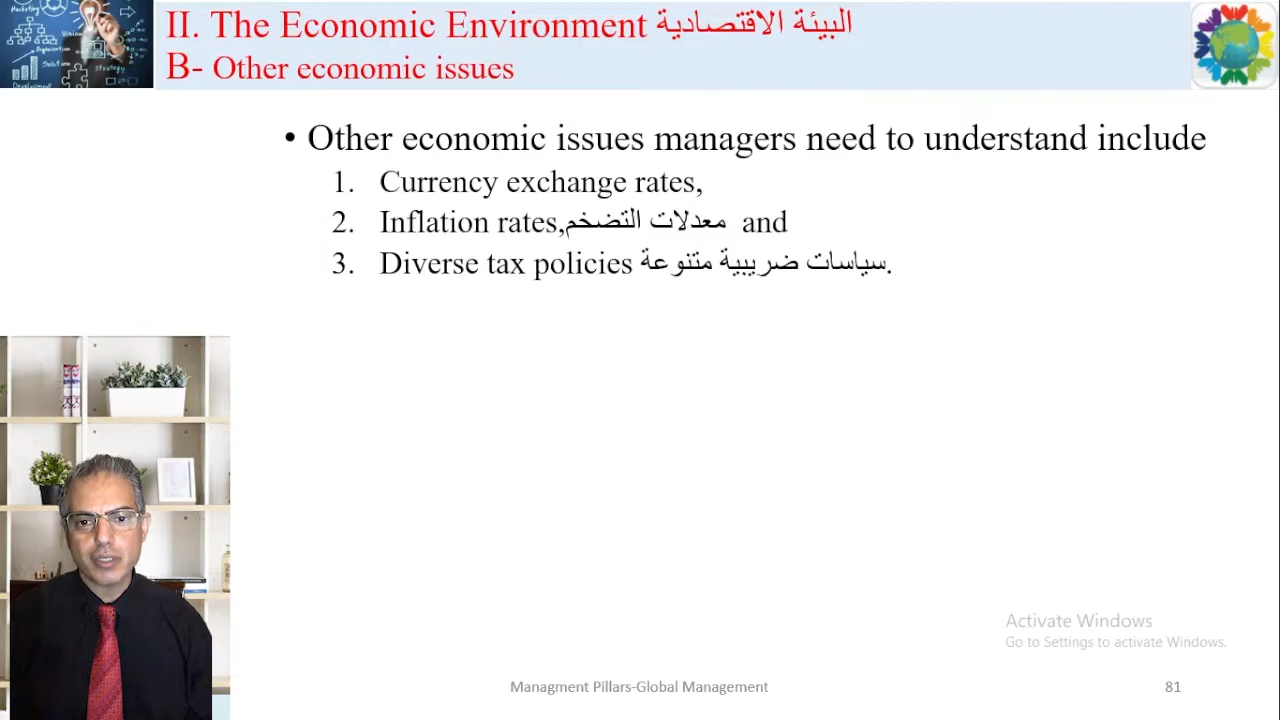 II. The Economic Environment البيئة الاقتصادية
B- Other economic issues
• Other economic issues managers need to understand include
1. Currency exchange rates,
2. Inflation rates,معدلات التضخم and
3. Diverse tax policies سياسات ضريبية متنوعة.
Activate Windows
Go to Settings to activate Windows.
Managment Pillars-Global Management
81